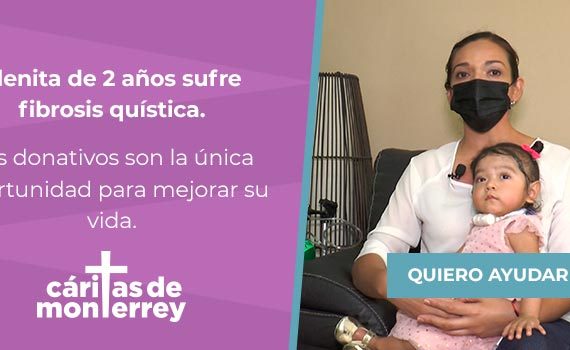 lenita de 2 años sufre
fibrosis quística.
s donativos son la única
rtunidad para mejorar su
vida.
cáritas de
monterrey
QUIERO AYUDAR